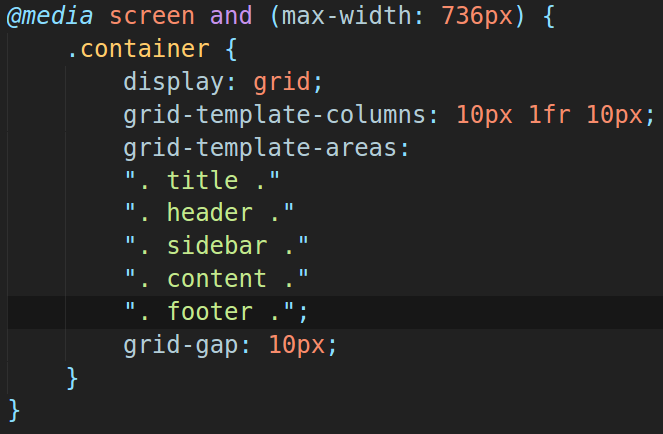 @media screen and (max-width: 736px) {
    .container {
        display: grid;
        grid-template-columns: 10px 1fr 10px;
        grid-template-areas:
        ". title ."
        ". header ."
        ". sidebar ."
        ". content ."
        ". footer .";
        grid-gap: 10px;
    }
}